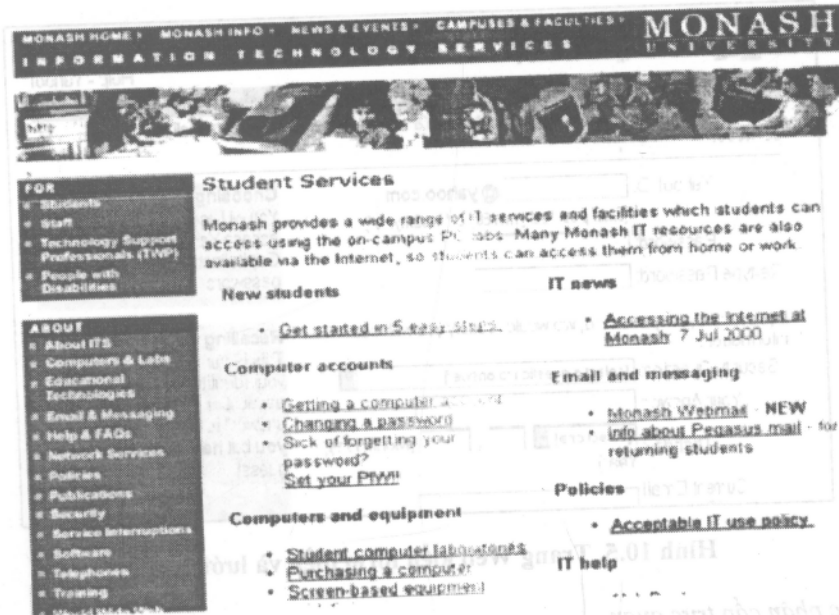 MONASH HOME MONASH INFO NEWS & EVENTS CAMPUSES & FACULTIES
MONASH
UNIVERSITY
INFORMATION TECHNOLOGY SERVICES
http
FOR
Students
Staff
Technology Support
Professionals (TWP)
People with
Disabilities
ABOUT
About ITS
Computers & Labs
Educational
Technologies
Email & Messaging
Help & FAQs
Network Services
Policies
Publications
Security
Service Interruptions
Software
Telephones
Training
World Wide Web
Student Services
Monash provides a wide range of IT services and facilities which students can
access using the on-campus PC labs. Many Monash IT resources are also
available via the Internet, so students can access them from home or work.
New students
Get started in 5 easy steps.
Computer accounts
Getting a computer account
Changing a password
Sick of forgetting your
password?
Set your PIW!!
Computers and equipment
Student computer laboratories
Purchasing a computer
Screen-based equipment
IT news
Accessing the Internet at
Monash 7 Jul 2000
Email and messaging
Monash Webmail - NEW
Info about Pegasus mail - for
returning students
Policies
Acceptable IT use policy
IT help